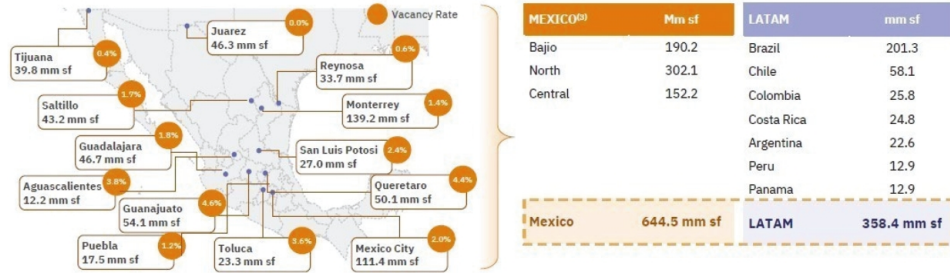 Vacancy Rate
Juarez
46.3 mm sf
0.0%
Tijuana
39.8 mm sf
0.4%
Reynosa
33.7 mm sf
0.6%
Saltillo
43.2 mm sf
1.7%
Monterrey
139.2 mm sf
1.4%
Guadalajara
46.7 mm sf
1.8%
San Luis Potosi
27.0 mm sf
2.4%
Aguascalientes
12.2 mm sf
3.8%
Queretaro
50.1 mm sf
4.4%
Guanajuato
54.1 mm sf
4.6%
Puebla
17.5 mm sf
1.2%
Toluca
23.3 mm sf
3.6%
Mexico City
111.4 mm sf
2.0%
MEXICO⁽³⁾ Mm sf
Bajio 190.2
North 302.1
Central 152.2
Mexico 644.5 mm sf
LATAM mm sf
Brazil 201.3
Chile 58.1
Colombia 25.8
Costa Rica 24.8
Argentina 22.6
Peru 12.9
Panama 12.9
LATAM 358.4 mm sf